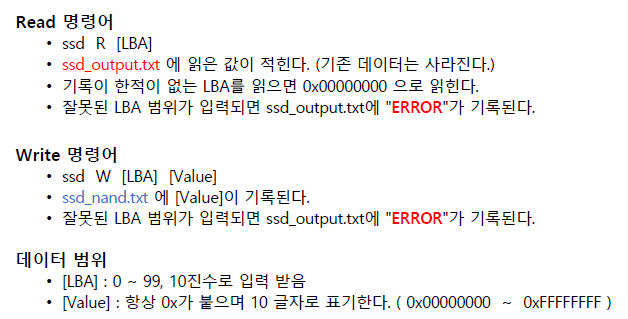 Read 명령어
• ssd R [LBA]
• ssd_output.txt 에 읽은 값이 적힌다. (기존 데이터는 사라진다.)
• 기록이 한적이 없는 LBA를 읽으면 0x00000000 으로 읽힌다.
• 잘못된 LBA 범위가 입력되면 ssd_output.txt에 "ERROR"가 기록된다.
Write 명령어
• ssd W [LBA] [Value]
• ssd_nand.txt 에 [Value]이 기록된다.
• 잘못된 LBA 범위가 입력되면 ssd_output.txt에 "ERROR"가 기록된다.
데이터 범위
• [LBA] : 0 ~ 99, 10진수로 입력 받음
• [Value] : 항상 0x가 붙으며 10 글자로 표기한다. ( 0x00000000 ~ 0xFFFFFFFF )